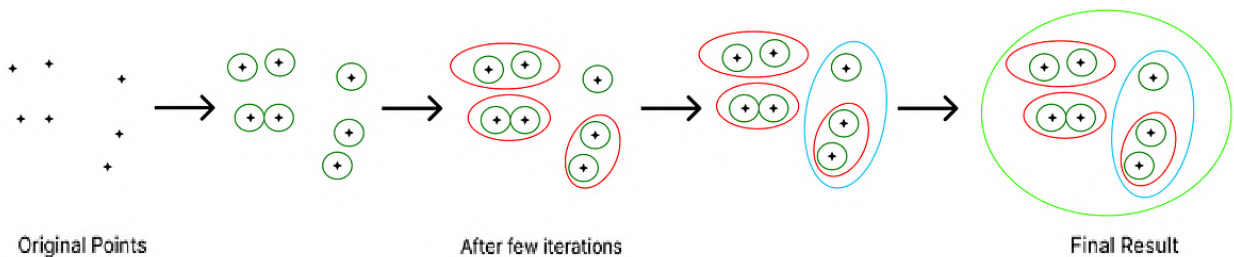 Original Points
After few iterations
Final Result